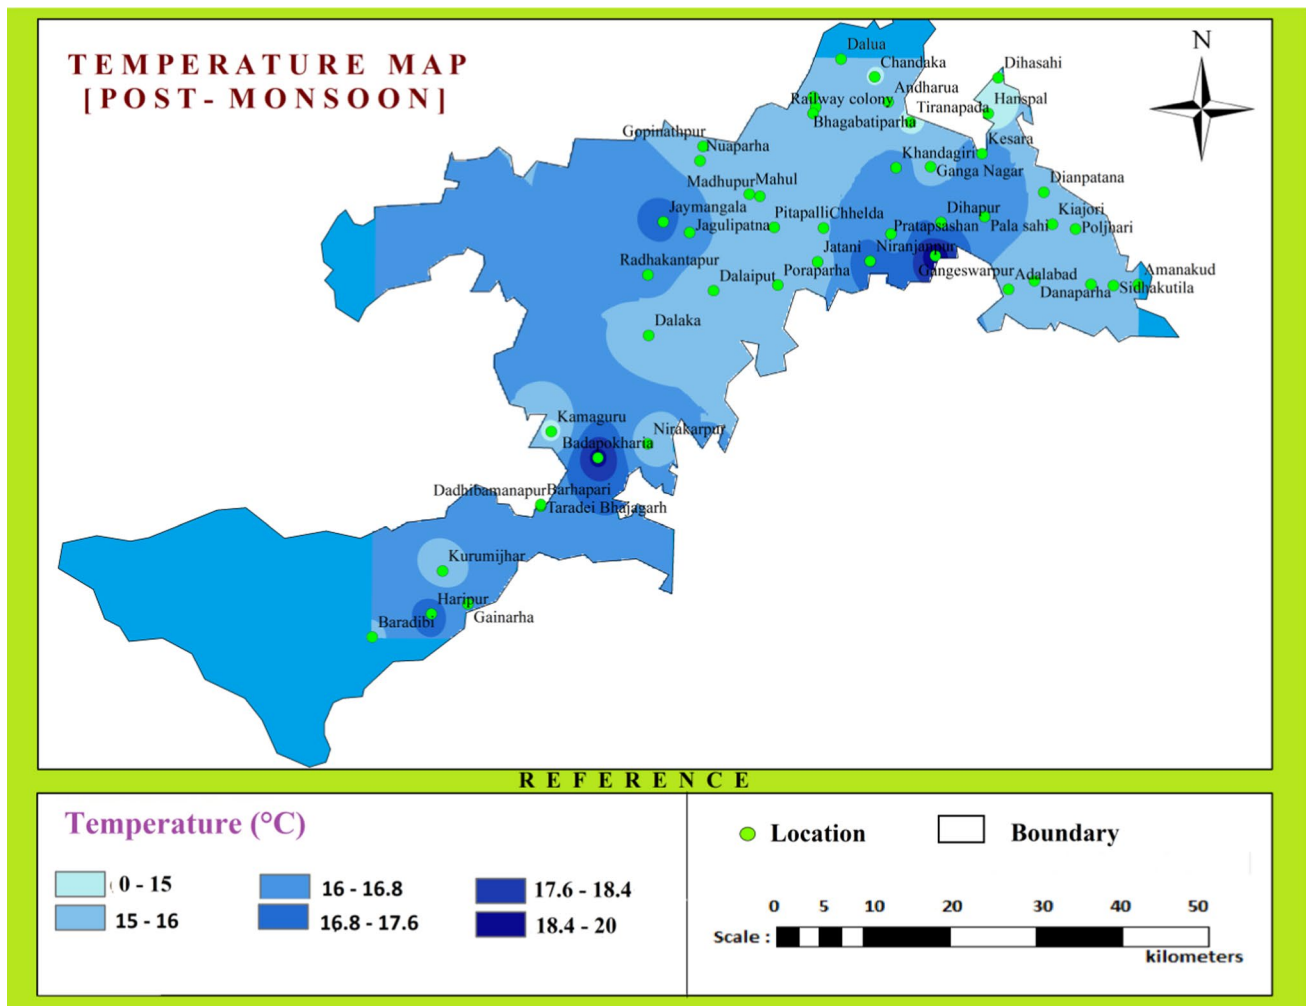 TEMPERATURE MAP
[POST- MONSOON]
N
Dalua
Chandaka
Dihasahi
Andharua
Hanspal
Railway colony
Tiranapada
Bhagabatiparha
Gopinathpur
Nuaparha
Kesara
Khandagiri
Ganga Nagar
Madhupur
Mahul
Dianpatana
Jaymangala
Pitapalli
Chhelda
Dihapur
Kiajori
Jagulipatna
Pratapsashan
Pala sahi
Poljhari
Jatani
Niranjanpur
Radhakantapur
Dalaiput
Poraparha
Gangeswarpur
Adalabad
Amanakud
Danaparha
Sidhakutila
Dalaka
Kamaguru
Nirakarpur
Badapokharia
Dadhibamanapur
Barhapari
Taradei Bhajagarh
Kurumijhar
Haripur
Gainarha
Baradibi
REFERENCE
Temperature (°C)
0 - 15
15 - 16
16 - 16.8
16.8 - 17.6
17.6 - 18.4
18.4 - 20
Location
Boundary
0 5 10 20 30 40 50
Scale :
kilometers